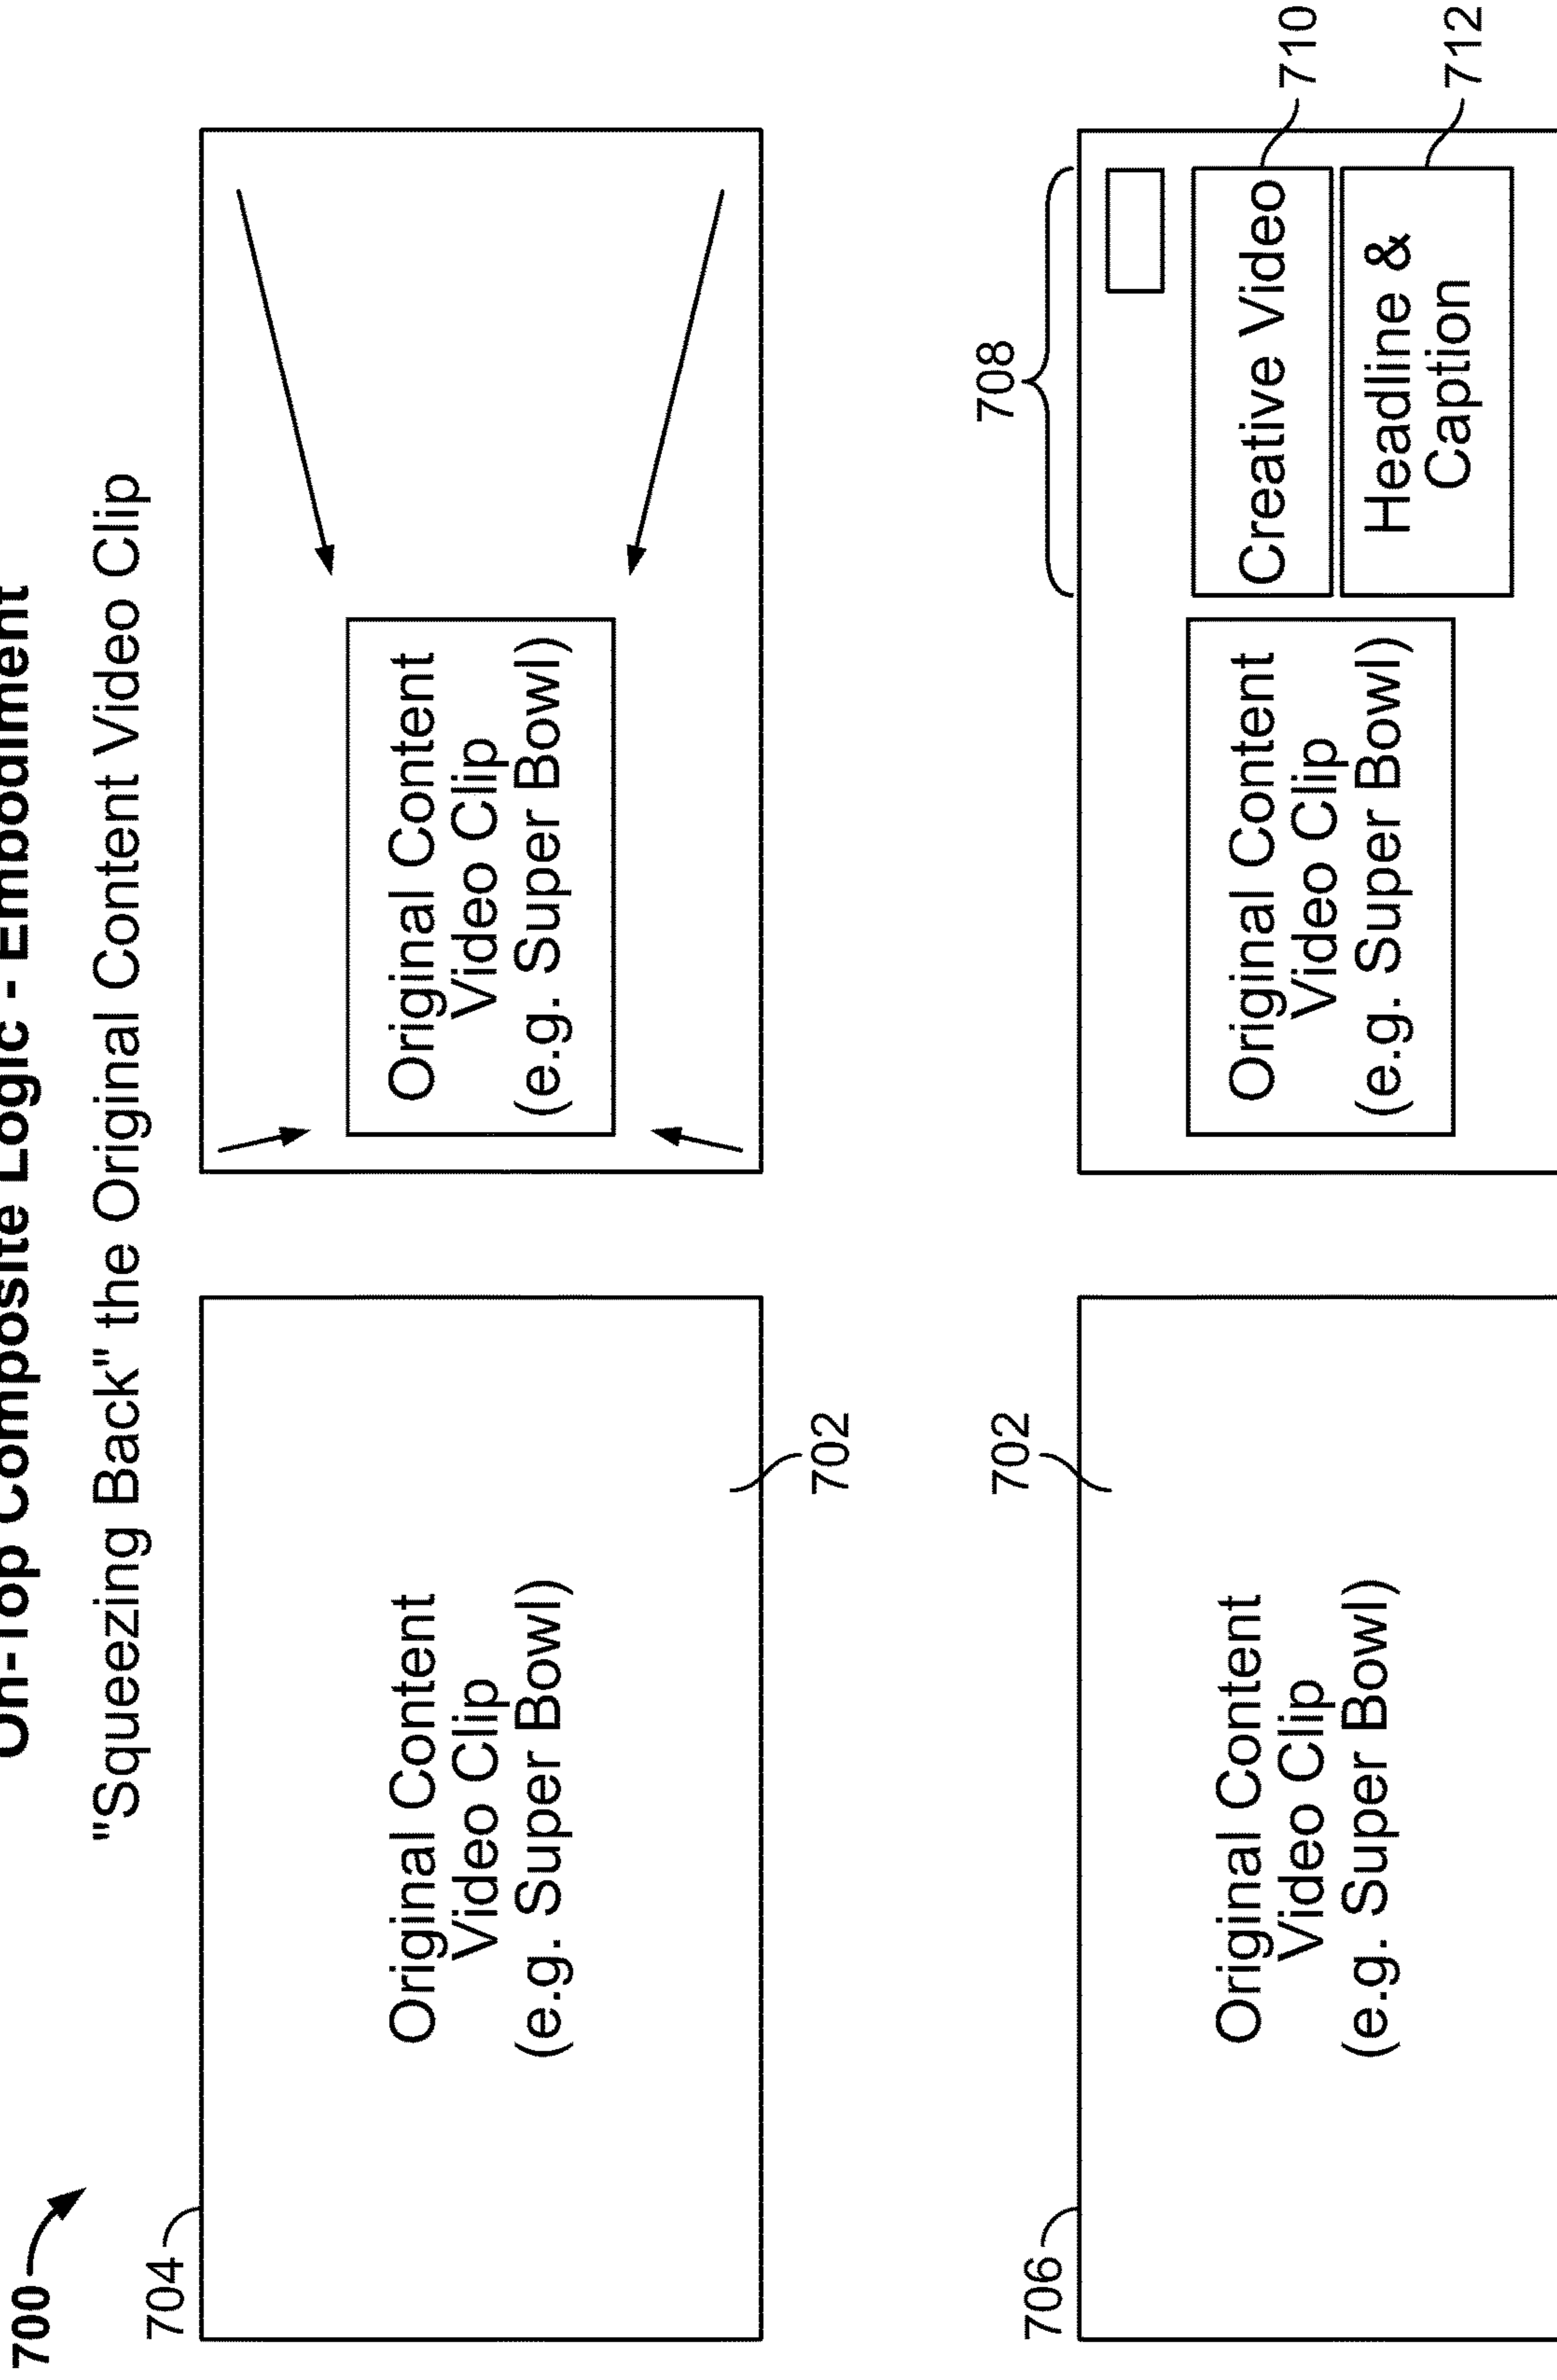 On-Top Composite Logic - Embodiment
700
"Squeezing Back" the Original Content Video Clip
704
Original Content
Video Clip
(e.g. Super Bowl)
702
Original Content
Video Clip
(e.g. Super Bowl)
706
702
Original Content
Video Clip
(e.g. Super Bowl)
708
Original Content
Video Clip
(e.g. Super Bowl)
Creative Video
710
Headline &
Caption
712